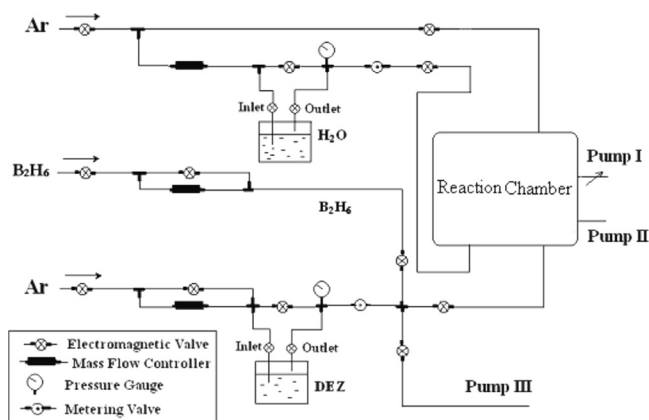 Ar
Inlet
Outlet
H₂O
B₂H₆
B₂H₆
Reaction Chamber
Pump I
Pump II
Ar
Inlet
Outlet
DEZ
Pump III
Electromagnetic Valve
Mass Flow Controller
Pressure Gauge
Metering Valve